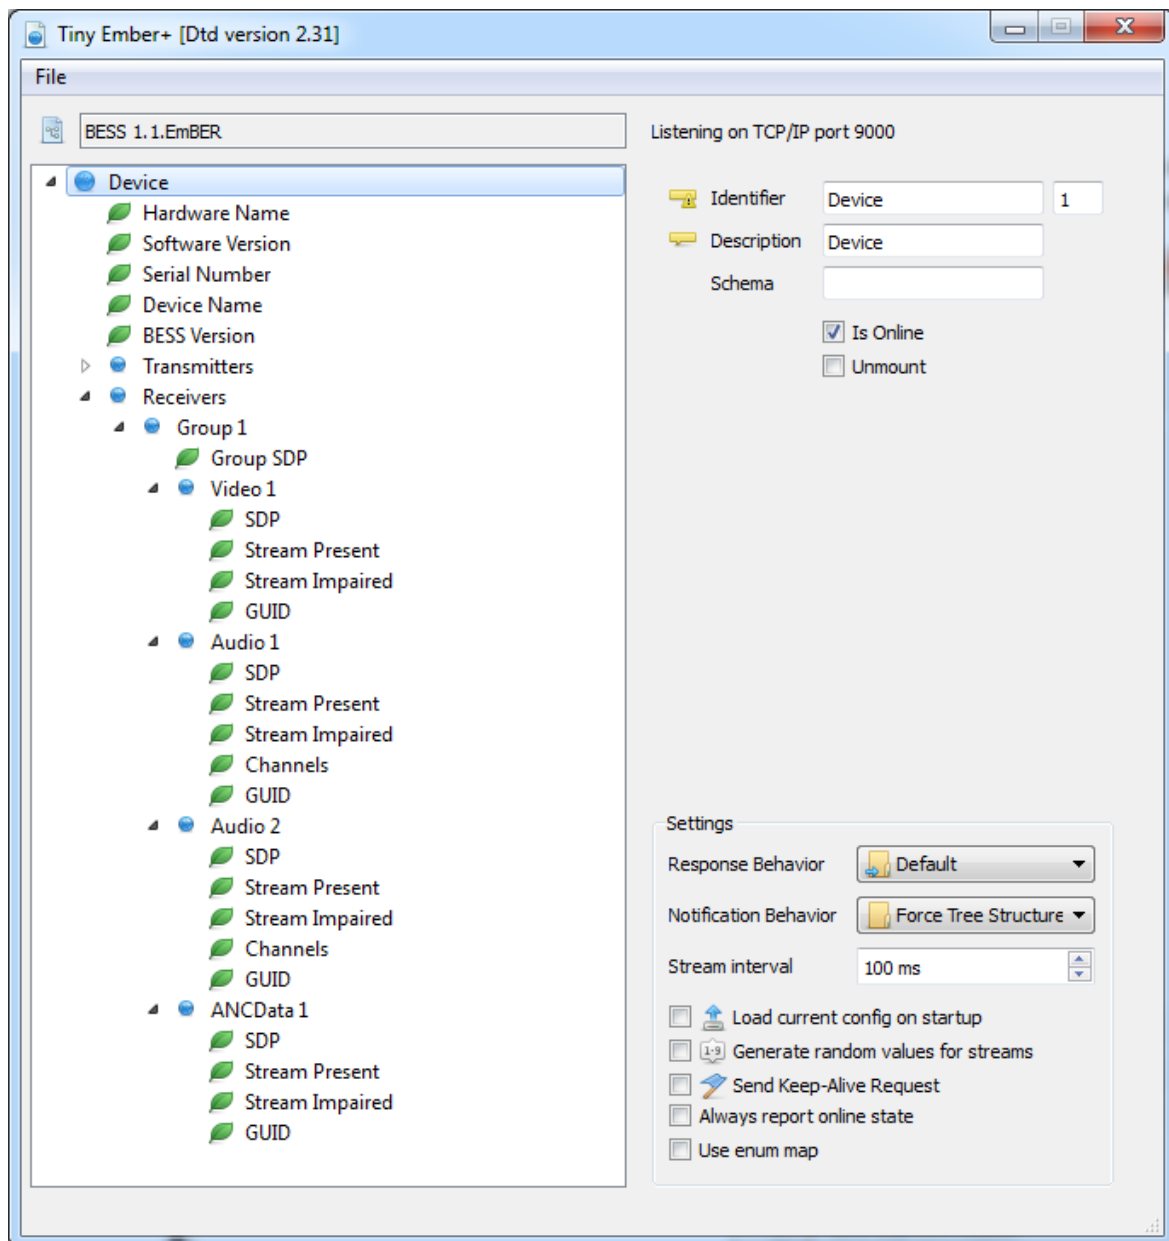 Tiny Ember+ [Dtd version 2.31]
File
BESS 1.1.EmBER
Listening on TCP/IP port 9000
Device
Hardware Name
Software Version
Serial Number
Device Name
BESS Version
Transmitters
Receivers
Group 1
Group SDP
Video 1
SDP
Stream Present
Stream Impaired
GUID
Audio 1
SDP
Stream Present
Stream Impaired
Channels
GUID
Audio 2
SDP
Stream Present
Stream Impaired
Channels
GUID
ANCData 1
SDP
Stream Present
Stream Impaired
GUID
Identifier Device 1
Description Device
Schema
Is Online
Unmount
Settings
Response Behavior Default
Notification Behavior Force Tree Structure
Stream interval 100 ms
Load current config on startup
1-9 Generate random values for streams
Send Keep-Alive Request
Always report online state
Use enum map